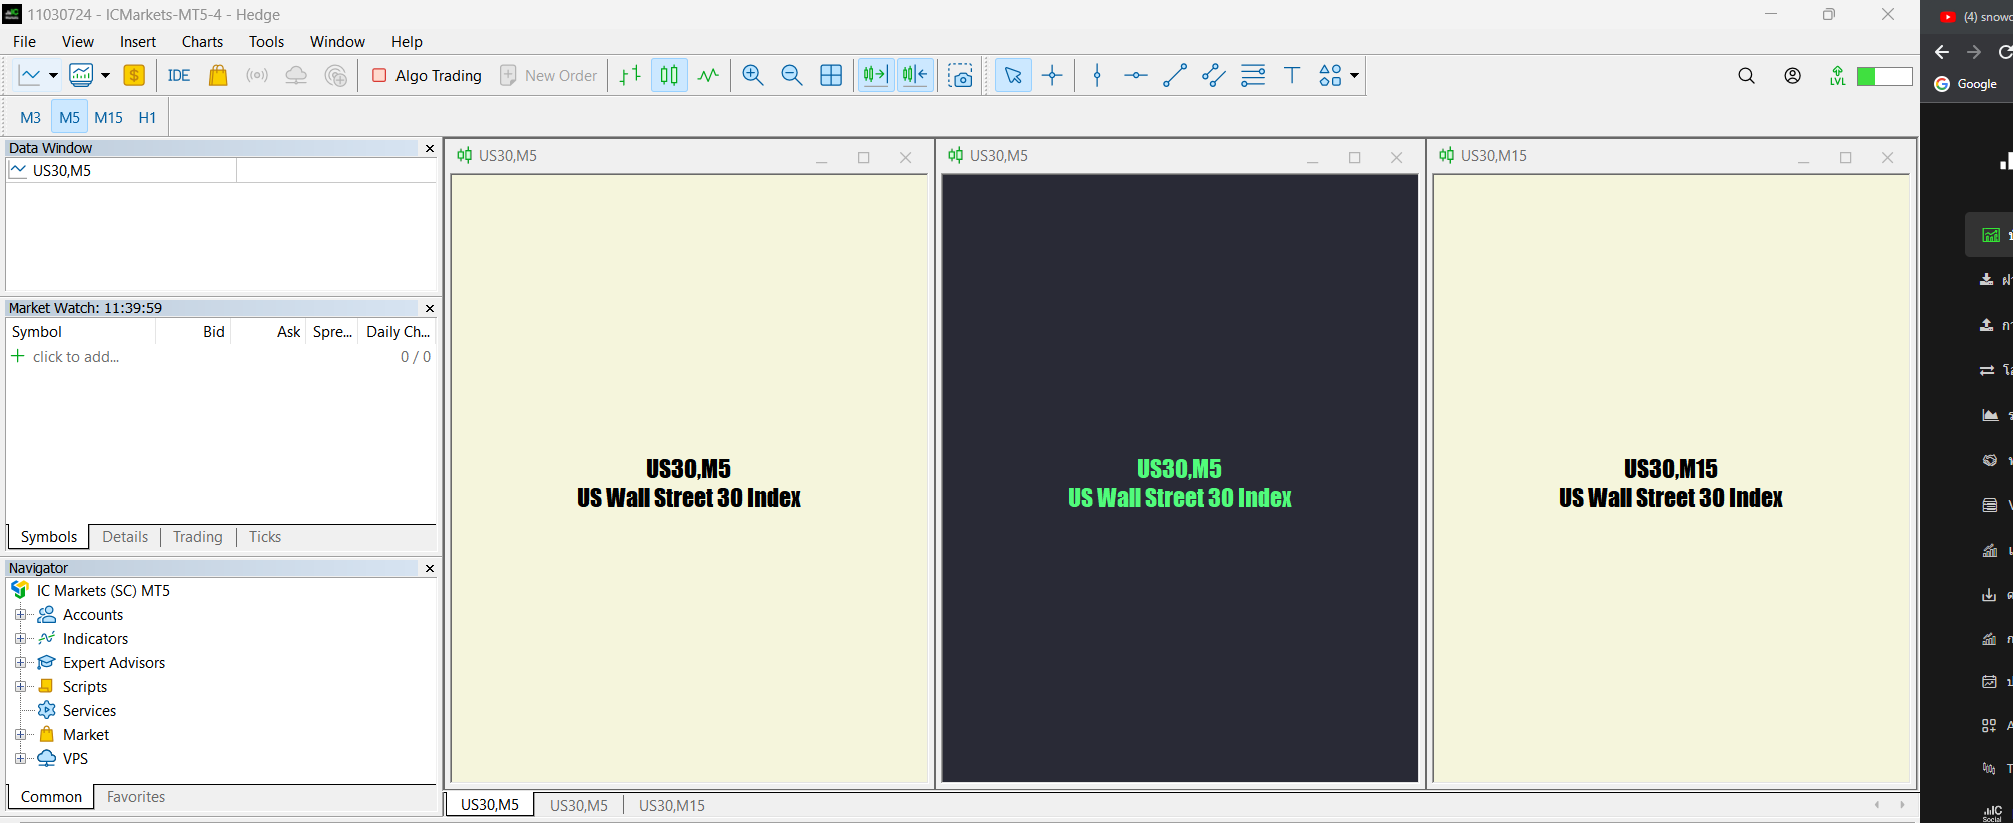 11030724 - ICMarkets-MT5-4 - Hedge
File View Insert Charts Tools Window Help
IDE Algo Trading New Order LVL
M3 M5 M15 H1
Data Window
US30,M5
Market Watch: 11:39:59
Symbol Bid Ask Spre... Daily Ch...
click to add... 0 / 0
Symbols Details Trading Ticks
Navigator
IC Markets (SC) MT5
Accounts
Indicators
Expert Advisors
Scripts
Services
Market
VPS
Common Favorites
US30,M5
US30,M5
US Wall Street 30 Index
US30,M5
US30,M5
US Wall Street 30 Index
US30,M15
US30,M15
US Wall Street 30 Index
US30,M5 US30,M5 US30,M15
(4) snow
Google
IC
Social